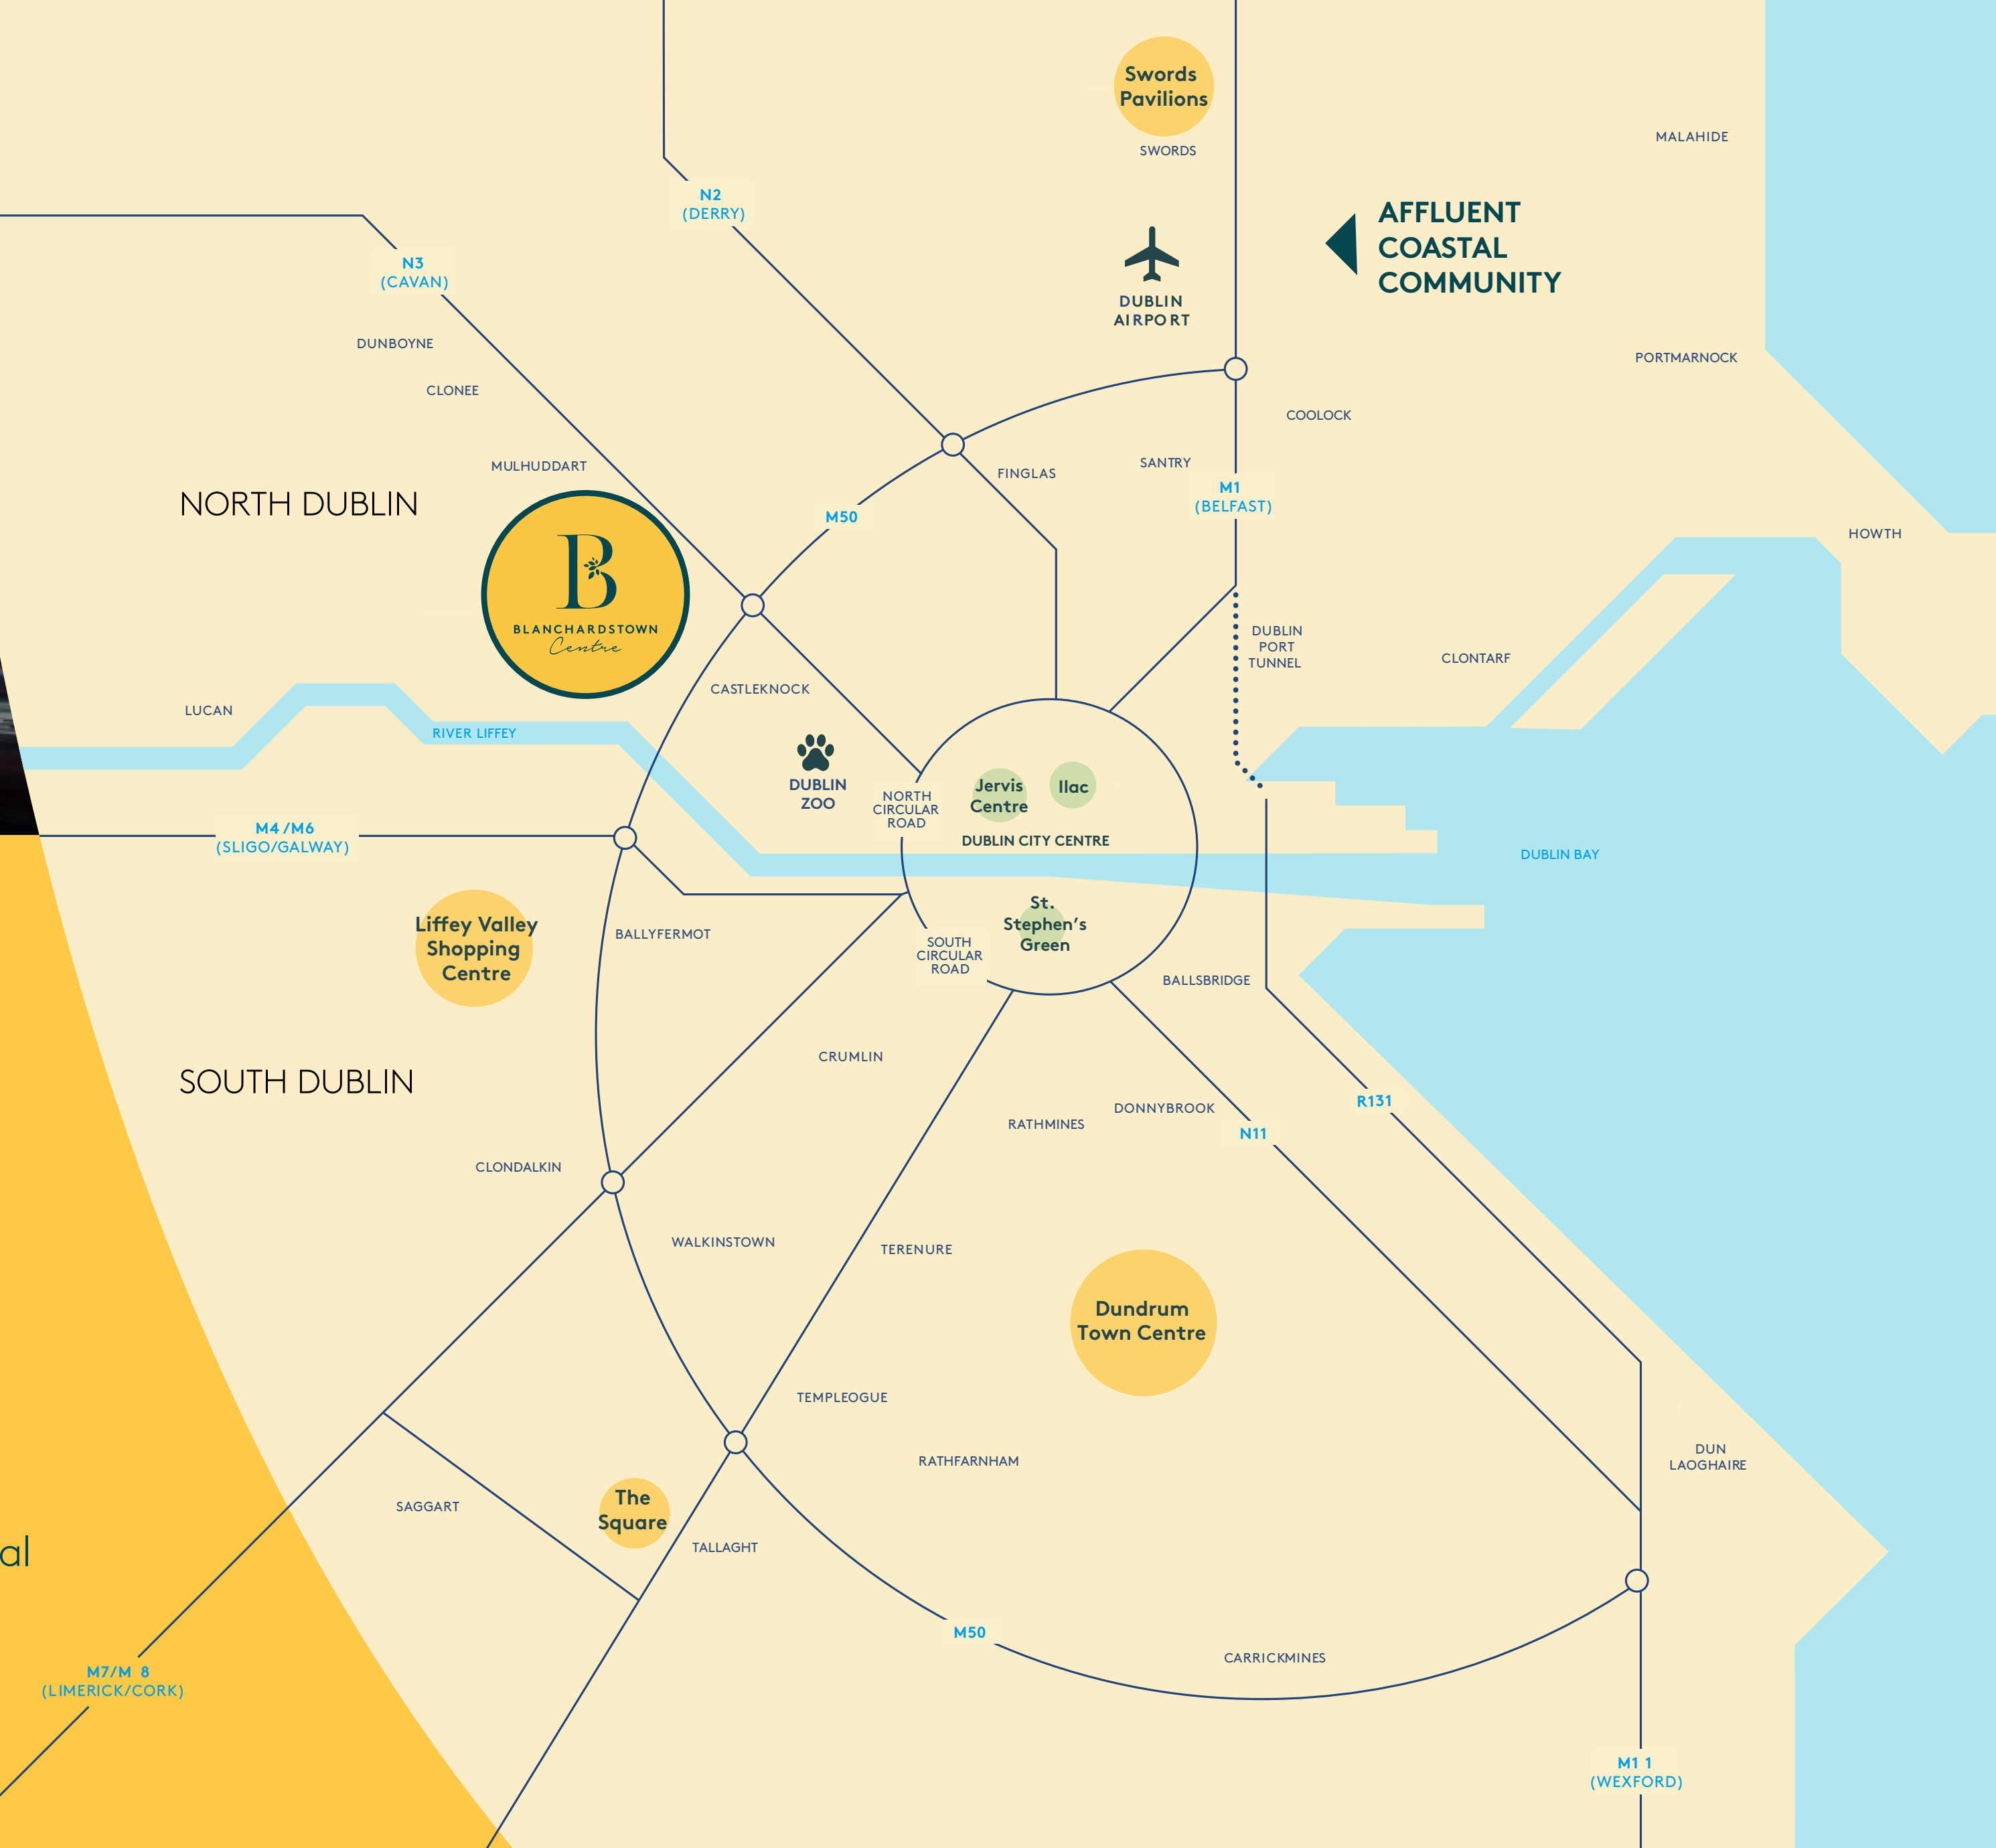 Swords
Pavilions
SWORDS
MALAHIDE
N2
(DERRY)
AFFLUENT
COASTAL
COMMUNITY
N3
(CAVAN)
DUBLIN
AIRPORT
DUNBOYNE
PORTMARNOCK
CLONEE
COOLOCK
MULHUDDART
FINGLAS
SANTRY
M1
(BELFAST)
NORTH DUBLIN
M50
HOWTH
B
BLANCHARDSTOWN
Centre
DUBLIN
PORT
TUNNEL
CLONTARF
CASTLEKNOCK
LUCAN
RIVER LIFFEY
DUBLIN
ZOO
NORTH
CIRCULAR
ROAD
Jervis
Centre
Ilac
DUBLIN CITY CENTRE
M4/M6
(SLIGO/GALWAY)
DUBLIN BAY
Liffey Valley
Shopping
Centre
BALLYFERMOT
St.
Stephen's
Green
SOUTH
CIRCULAR
ROAD
BALLSBRIDGE
SOUTH DUBLIN
CRUMLIN
RATHMINES
DONNYBROOK
R131
N11
CLONDALKIN
WALKINSTOWN
TERENURE
Dundrum
Town Centre
TEMPLEOGUE
RATHFARNHAM
DUN
LAOGHAIRE
SAGGART
The
Square
TALLAGHT
al
M50
CARRICKMINES
M7/M 8
(LIMERICK/CORK)
M1 1
(WEXFORD)